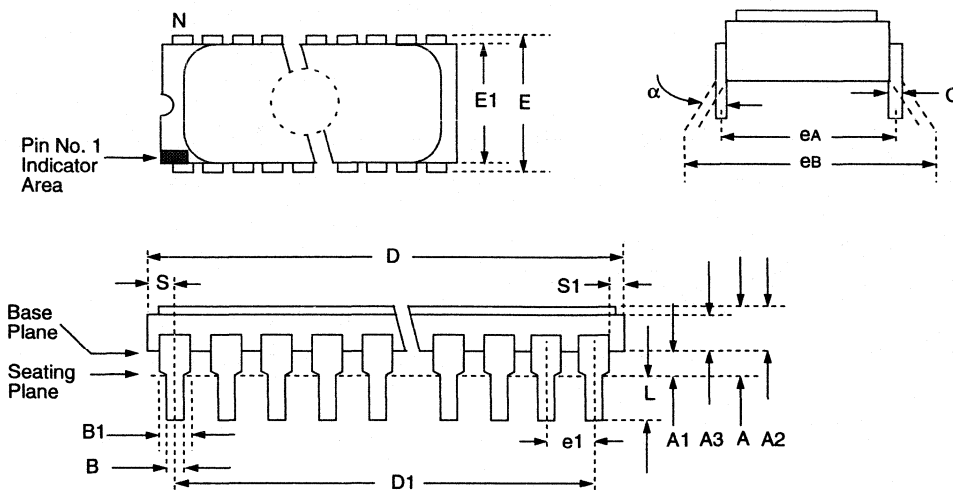 N
E1
E
Pin No. 1
Indicator
Area
α
C
eA
eB
D
S
S1
Base
Plane
Seating
Plane
L
B1
e1
A1
A3
A
A2
B
D1